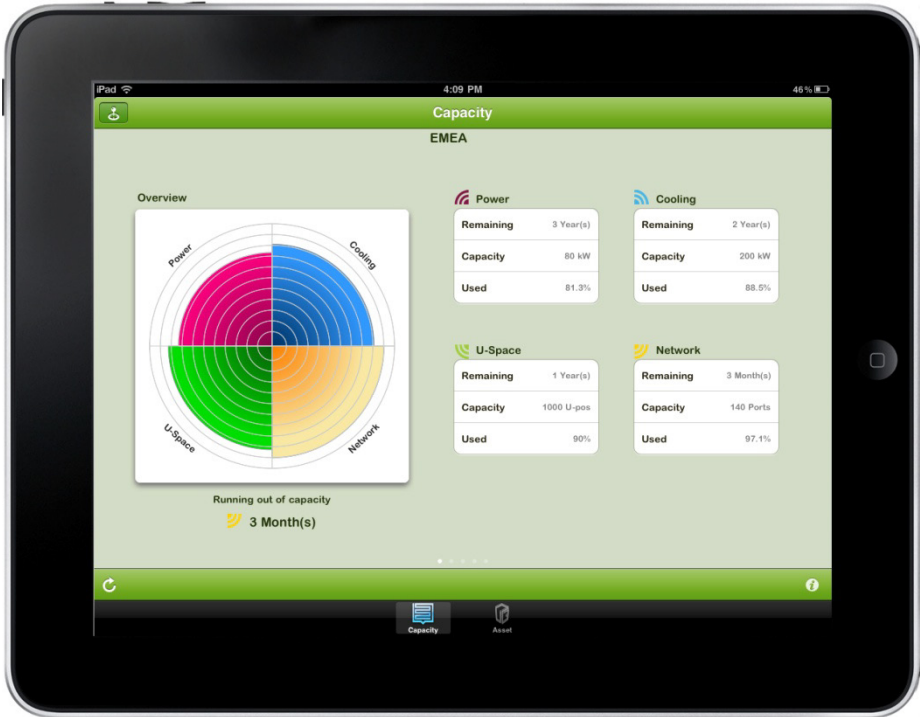 iPad 4:09 PM 46%
Capacity
EMEA
Overview
Power
Cooling
U-Space
Network
Running out of capacity
3 Month(s)
Power
Remaining 3 Year(s)
Capacity 80 kW
Used 81.3%
Cooling
Remaining 2 Year(s)
Capacity 200 kW
Used 88.5%
U-Space
Remaining 1 Year(s)
Capacity 1000 U-pos
Used 90%
Network
Remaining 3 Month(s)
Capacity 140 Ports
Used 97.1%
Capacity Asset